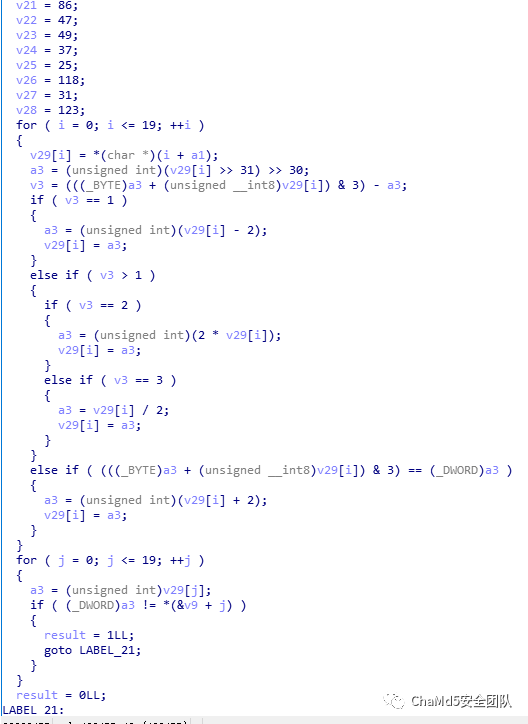 v21 = 86;
v22 = 47;
v23 = 49;
v24 = 37;
v25 = 25;
v26 = 118;
v27 = 31;
v28 = 123;
for ( i = 0; i <= 19; ++i )
{
v29[i] = *(char *)(i + a1);
a3 = (unsigned int)(v29[i] >> 31) >> 30;
v3 = (((_BYTE)a3 + (unsigned __int8)v29[i]) & 3) - a3;
if ( v3 == 1 )
{
a3 = (unsigned int)(v29[i] - 2);
v29[i] = a3;
}
else if ( v3 > 1 )
{
if ( v3 == 2 )
{
a3 = (unsigned int)(2 * v29[i]);
v29[i] = a3;
}
else if ( v3 == 3 )
{
a3 = v29[i] / 2;
v29[i] = a3;
}
}
else if ( (((_BYTE)a3 + (unsigned __int8)v29[i]) & 3) == (_DWORD)a3 )
{
a3 = (unsigned int)(v29[i] + 2);
v29[i] = a3;
}
}
for ( j = 0; j <= 19; ++j )
{
a3 = (unsigned int)v29[j];
if ( (_DWORD)a3 != *(&v9 + j) )
{
result = 1LL;
goto LABEL_21;
}
}
result = 0LL;
LABEL_21:
ChaMd5安全团队